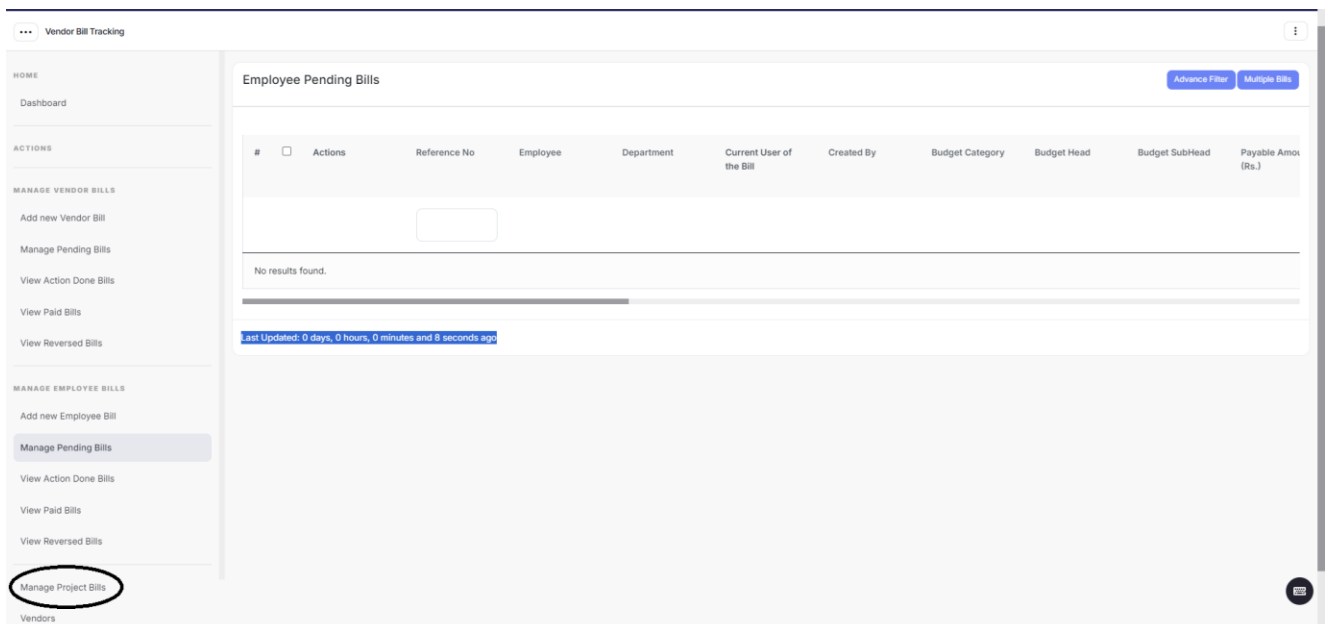 Vendor Bill Tracking
HOME
Dashboard
ACTIONS
MANAGE VENDOR BILLS
Add new Vendor Bill
Manage Pending Bills
View Action Done Bills
View Paid Bills
View Reversed Bills
MANAGE EMPLOYEE BILLS
Add new Employee Bill
Manage Pending Bills
View Action Done Bills
View Paid Bills
View Reversed Bills
Manage Project Bills
Vendors
Employee Pending Bills
Advance Filter Multiple Bills
# Actions Reference No Employee Department Current User of Created By Budget Category Budget Head Budget SubHead Payable Amou
the Bill (Rs.)
No results found.
Last Updated: 0 days, 0 hours, 0 minutes and 8 seconds ago